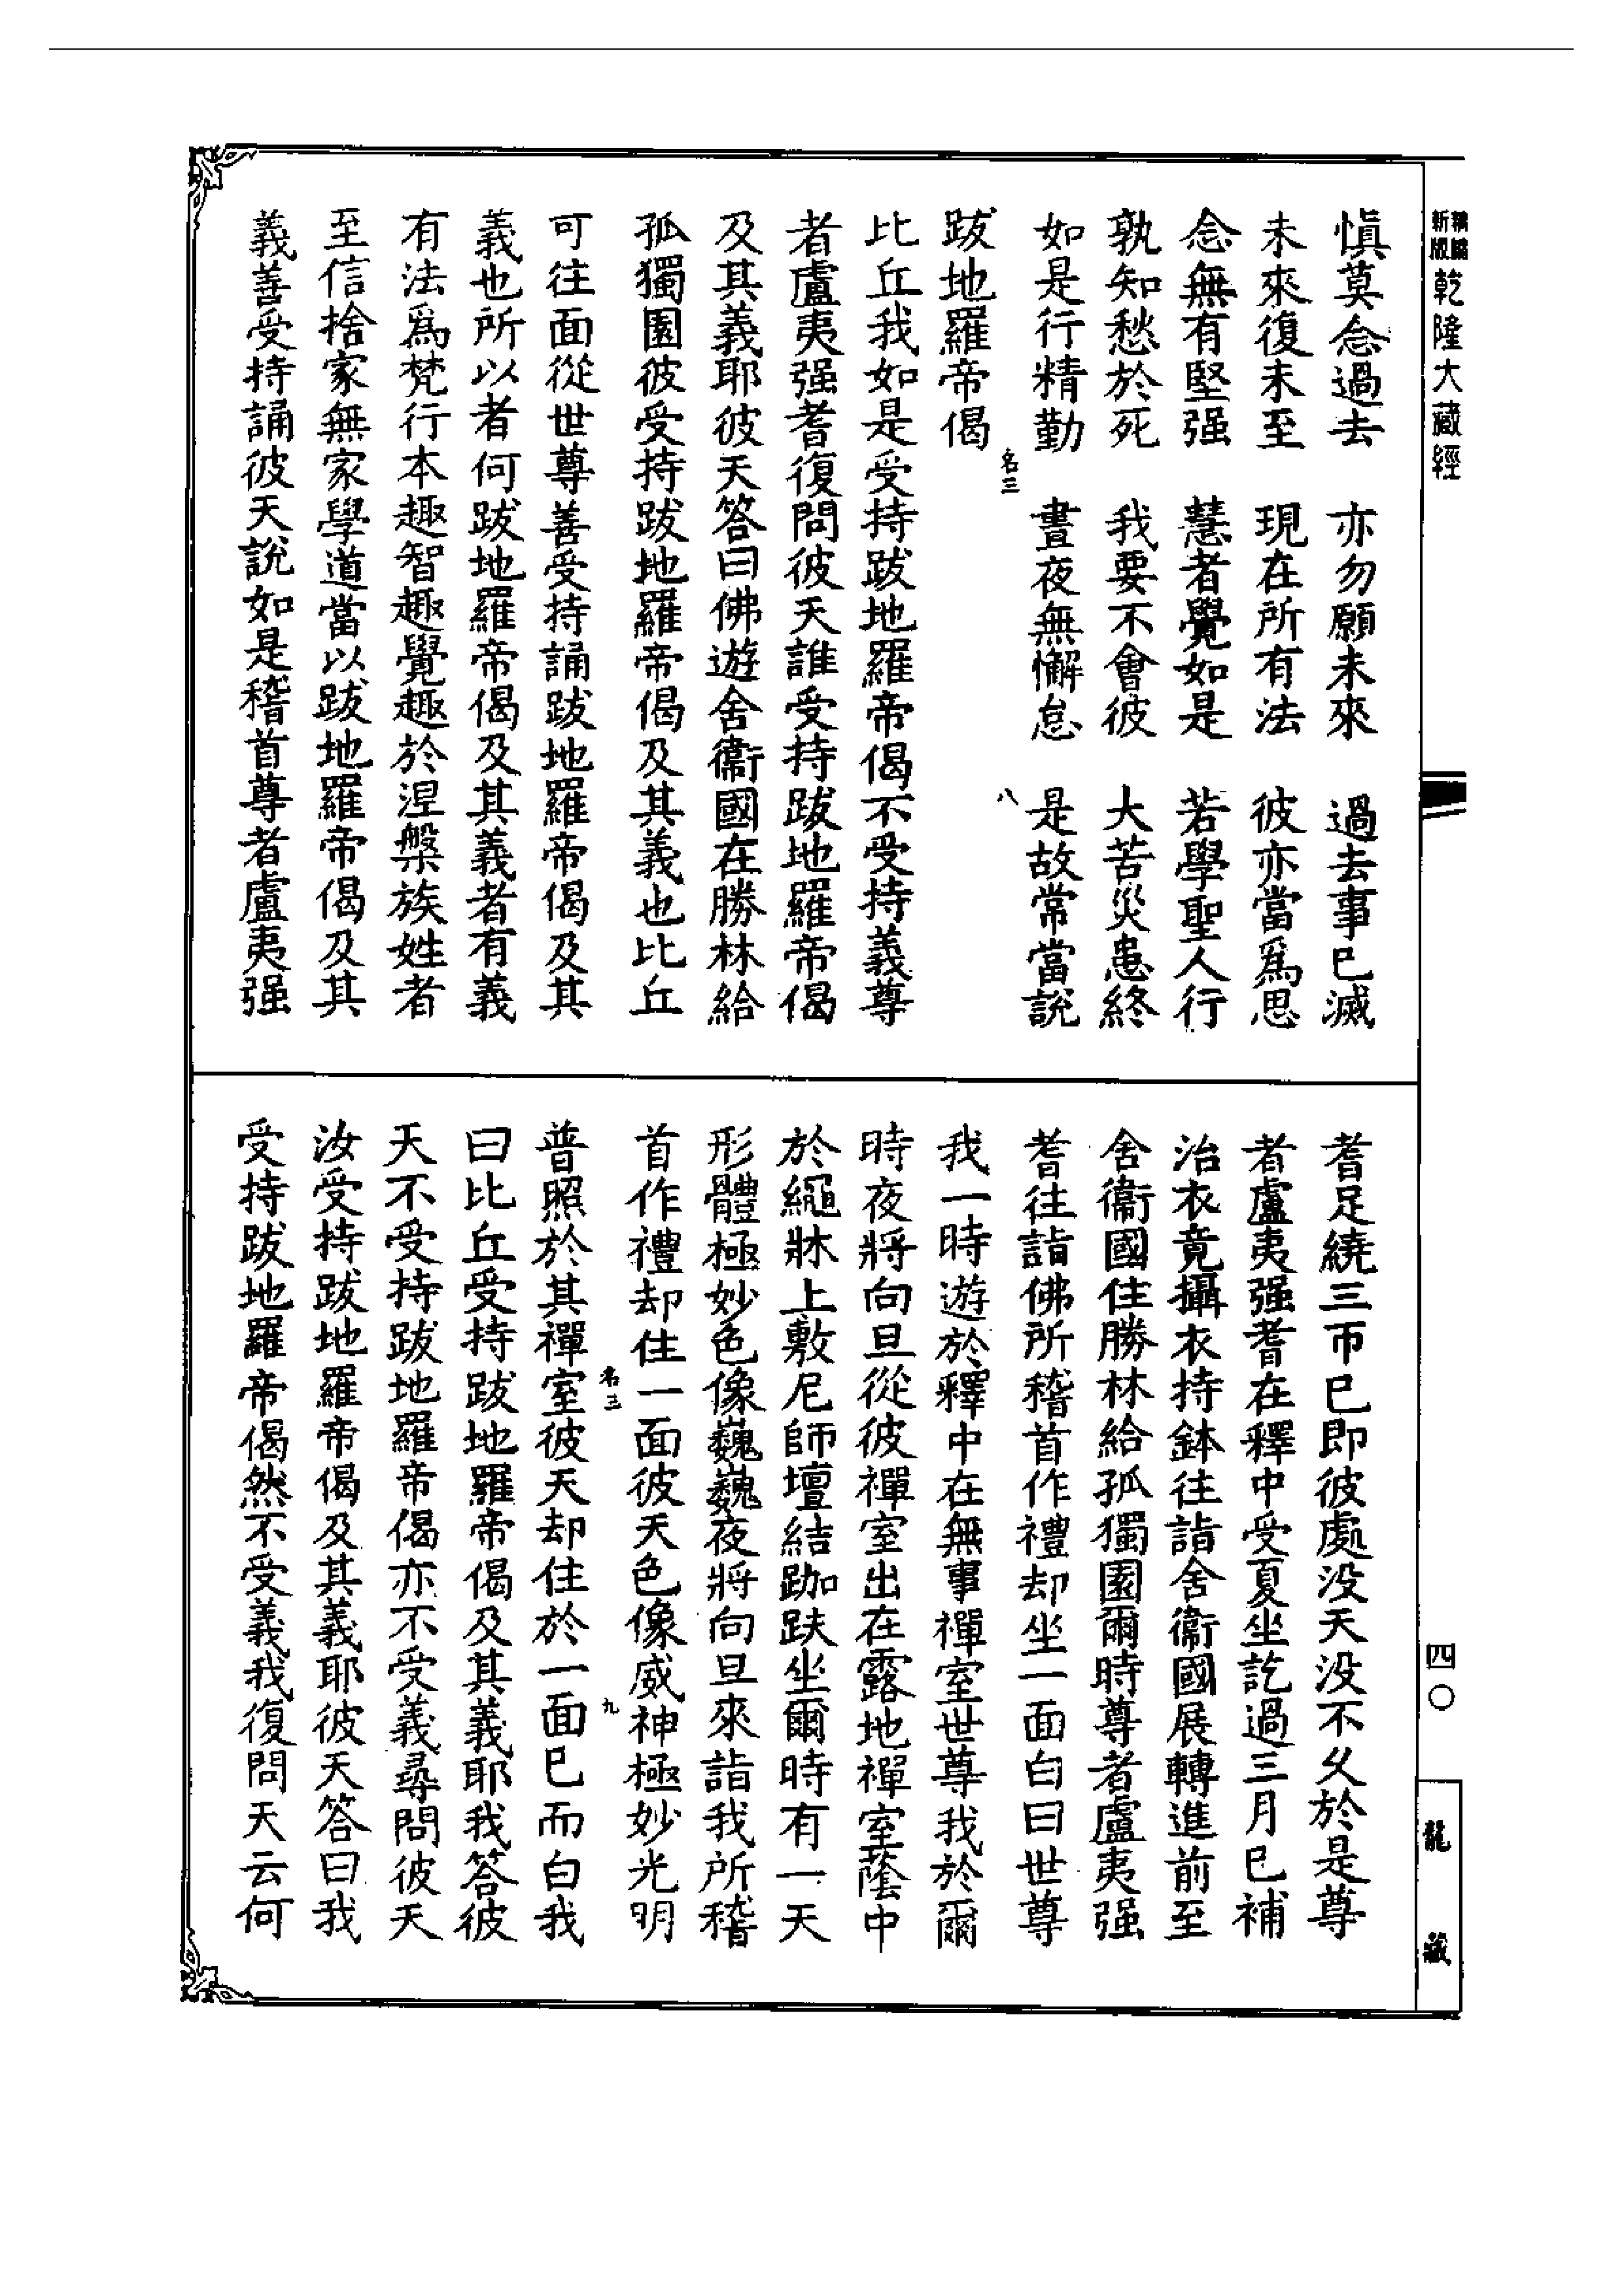 新編
新版
乾隆大藏經
四〇
龍藏
慎莫念過去　亦勿願未來　過去事已滅
未來復未至　現在所有法　彼亦當爲思
念無有堅强　慧者覺如是　若學聖人行
孰知愁於死　我要不會彼　大苦災患終
如是行精勤　晝夜無懈怠　是故常當說
名三　八
跋地羅帝偈
比丘我如是受持跋地羅帝偈不受持義尊
者盧夷强耆復問彼天誰受持跋地羅帝偈
及其義耶彼天答曰佛遊舍衞國在勝林給
孤獨園彼受持跋地羅帝偈及其義也比丘
可往面從世尊善受持誦跋地羅帝偈及其
義也所以者何跋地羅帝偈及其義者有義
有法爲梵行本趣智趣覺趣於涅槃族姓者
至信捨家無家學道當以跋地羅帝偈及其
義善受持誦彼天說如是稽首尊者盧夷强
耆足繞三帀已即彼處没天没不久於是尊
者盧夷强耆在釋中受夏坐訖過三月已補
治衣竟攝衣持鉢往詣舍衞國展轉進前至
舍衞國住勝林給孤獨園爾時尊者盧夷强
耆往詣佛所稽首作禮却坐一面白曰世尊
我一時遊於釋中在無事禪室世尊我於爾
時夜將向旦從彼禪室出在露地禪室蔭中
於繩牀上敷尼師壇結跏趺坐爾時有一天
形體極妙色像巍巍夜將向旦來詣我所稽
首作禮却住一面彼天色像威神極妙光明
名三　九
普照於其禪室彼天却住於一面已而白我
曰比丘受持跋地羅帝偈及其義耶我答彼
天不受持跋地羅帝偈亦不受義尋問彼天
汝受持跋地羅帝偈及其義耶彼天答曰我
受持跋地羅帝偈然不受義我復問天云何